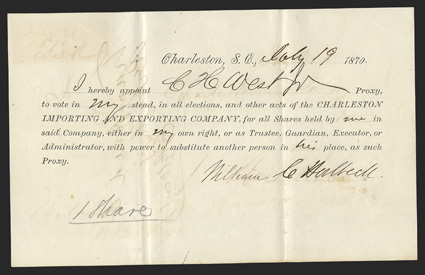 Charleston, S. C., July 19 1870.
I hereby appoint C H West Jr Proxy,
to vote in my stead, in all elections, and other acts of the CHARLESTON
IMPORTING AND EXPORTING COMPANY, for all Shares held by me in
said Company, either in my own right, or as Trustee, Guardian, Executor, or
Administrator, with power to substitute another person in his place, as such
Proxy.
William C
1 Share